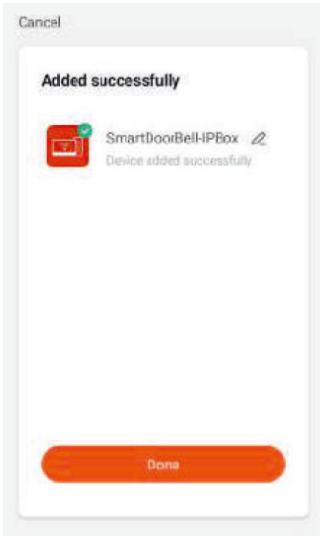 Cancel
Added successfully
SmartDoorBell-IPBox
Device added successfully
Done